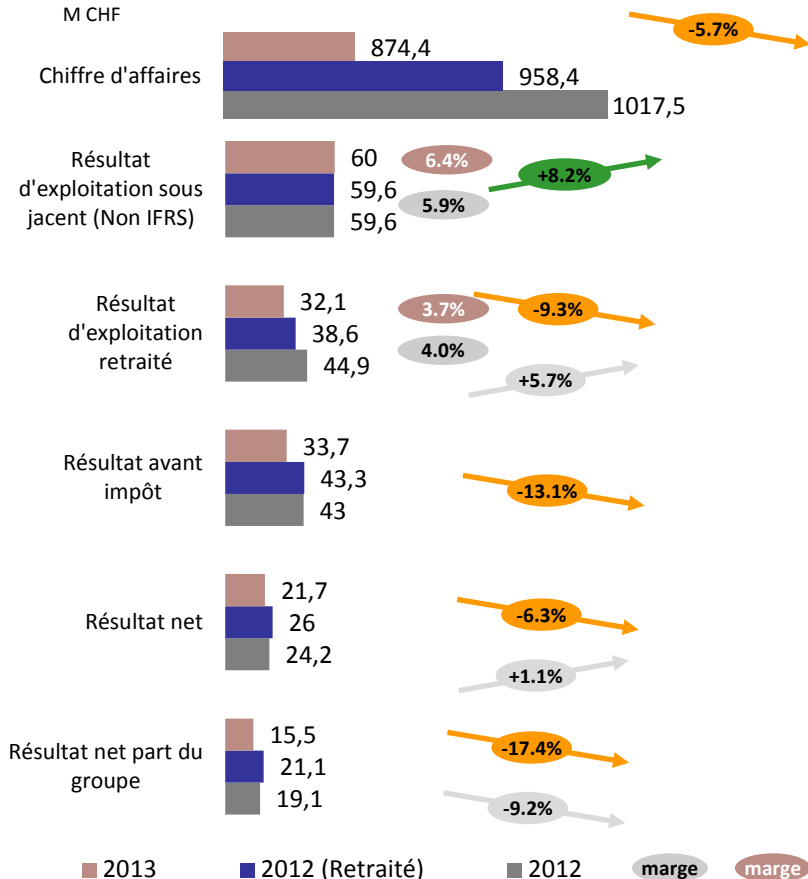 M CHF
-5.7%
Chiffre d'affaires
874,4
958,4
1017,5
Résultat
d'exploitation sous
jacent (Non IFRS)
60
59,6
59,6
6.4%
5.9%
+8.2%
Résultat
d'exploitation
retraité
32,1
38,6
44,9
3.7%
4.0%
-9.3%
+5.7%
Résultat avant
impôt
33,7
43,3
43
-13.1%
Résultat net
21,7
26
24,2
-6.3%
+1.1%
Résultat net part du
groupe
15,5
21,1
19,1
-17.4%
-9.2%
2013 2012 (Retraité) 2012 marge marge